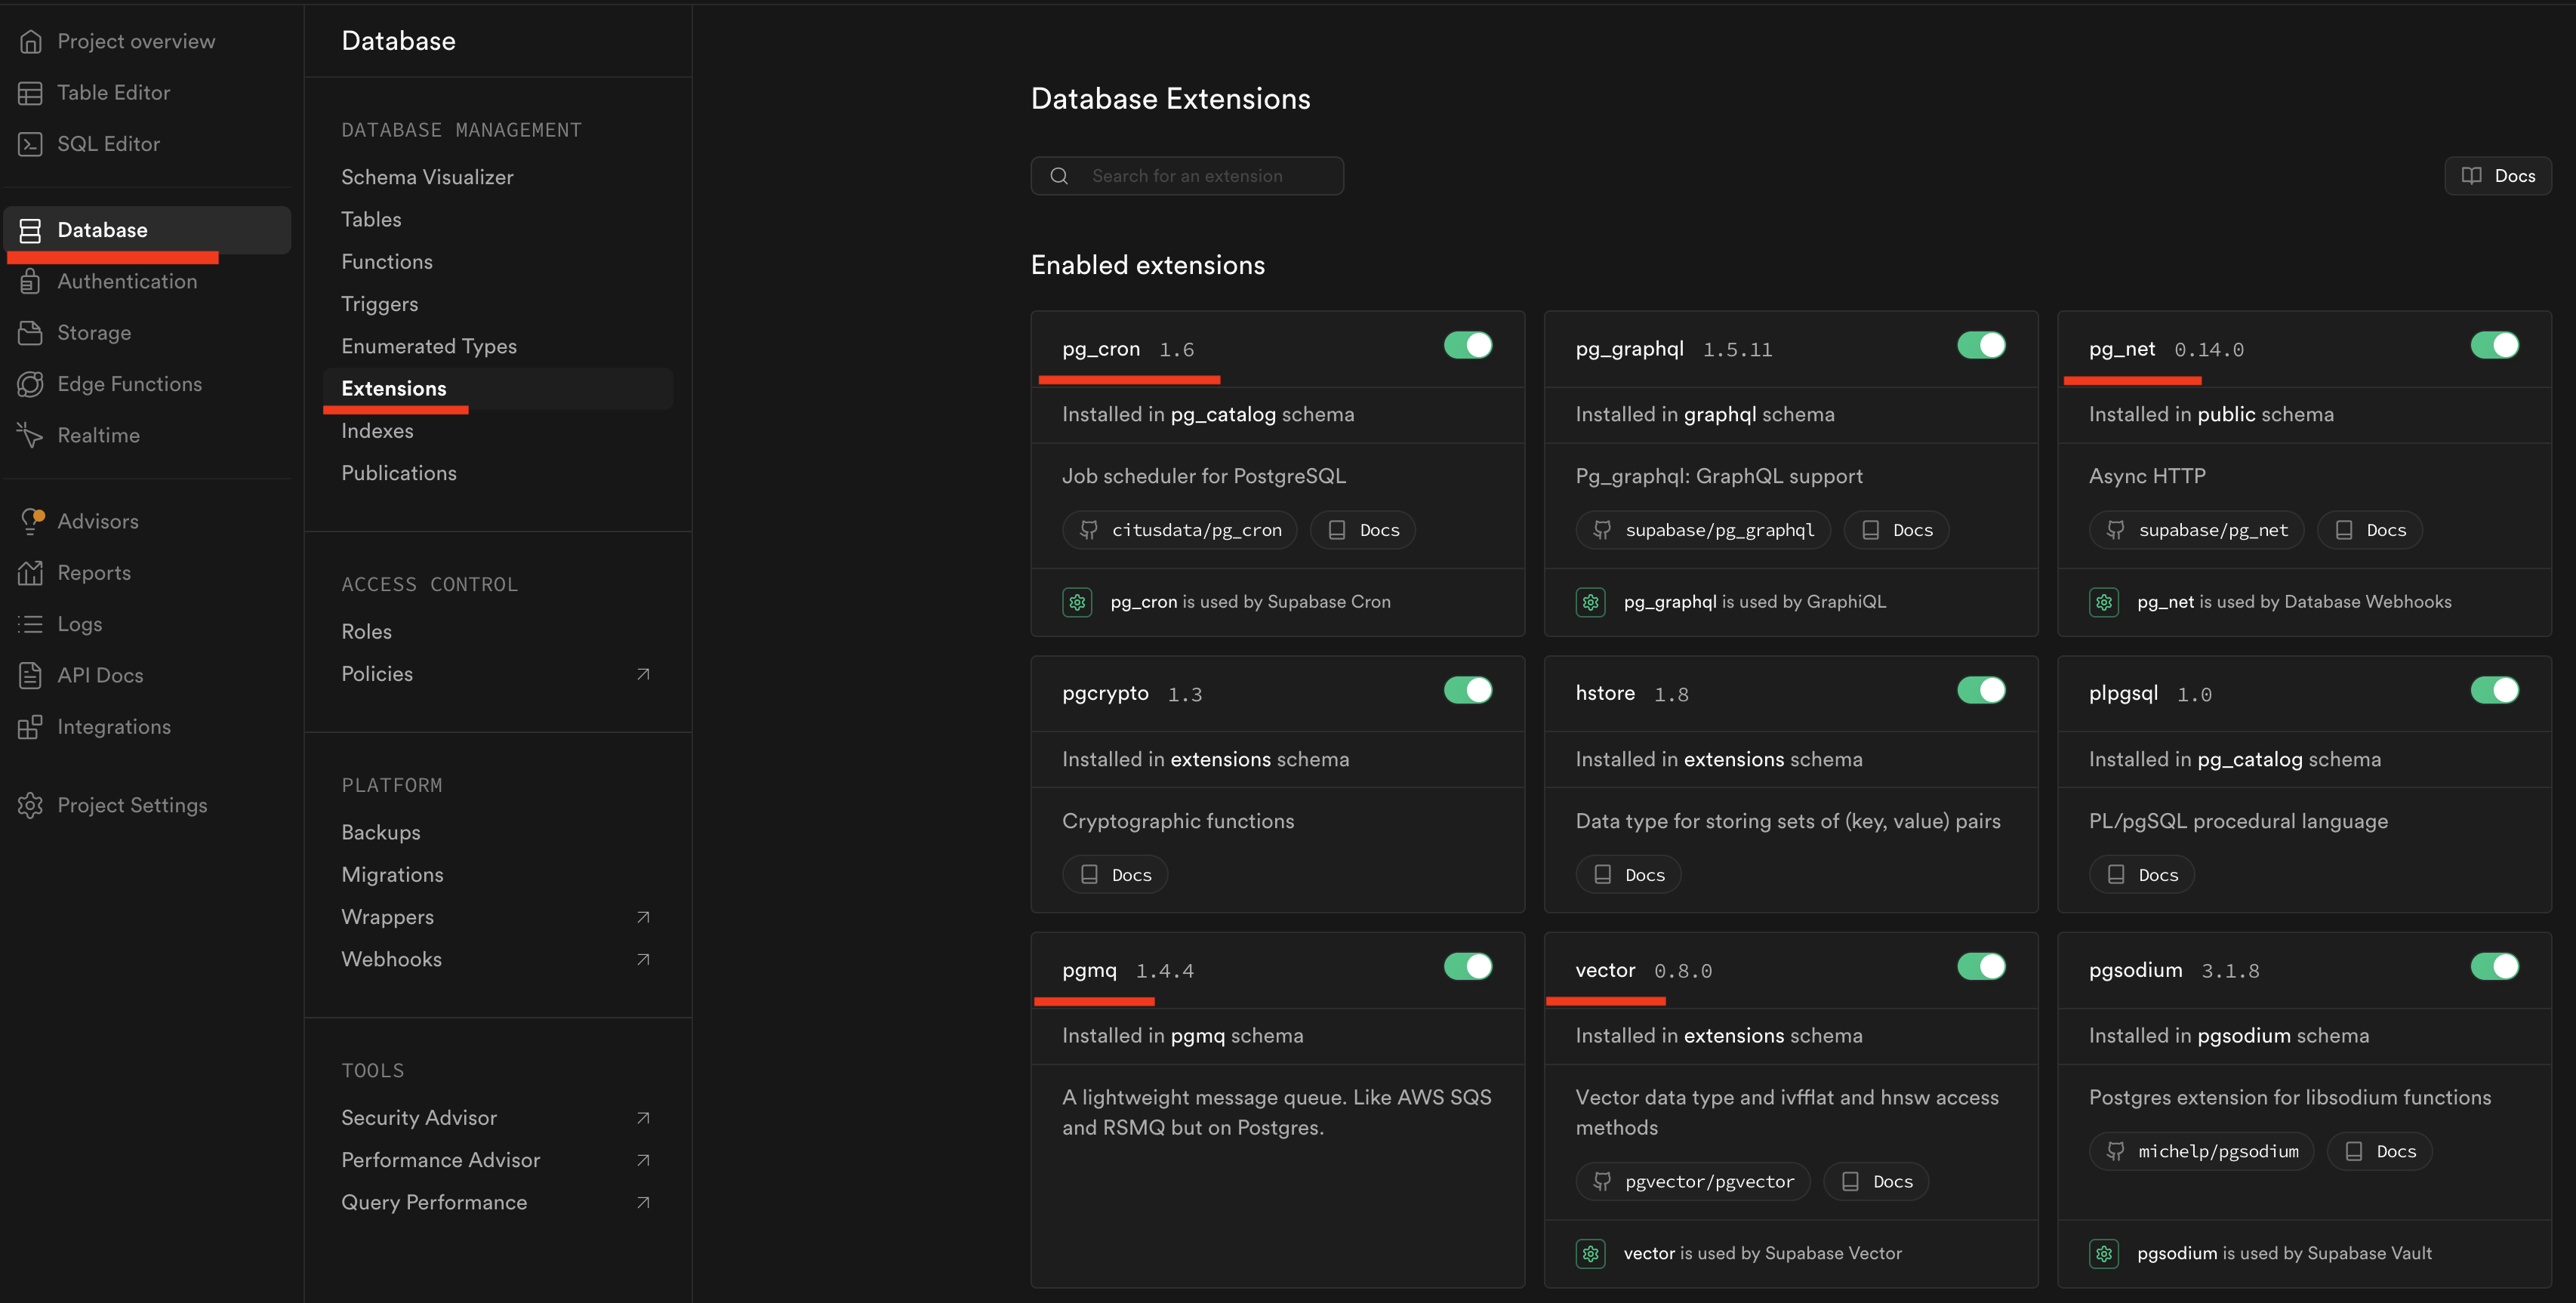 Project overview
Table Editor
SQL Editor
Database
Authentication
Storage
Edge Functions
Realtime
Advisors
Reports
Logs
API Docs
Integrations
Project Settings
Database
DATABASE MANAGEMENT
Schema Visualizer
Tables
Functions
Triggers
Enumerated Types
Extensions
Indexes
Publications
ACCESS CONTROL
Roles
Policies
PLATFORM
Backups
Migrations
Wrappers
Webhooks
TOOLS
Security Advisor
Performance Advisor
Query Performance
Database Extensions
Search for an extension
Docs
Enabled extensions
pg_cron 1.6
Installed in pg_catalog schema
Job scheduler for PostgreSQL
citusdata/pg_cron Docs
pg_cron is used by Supabase Cron
pg_graphql 1.5.11
Installed in graphql schema
Pg_graphql: GraphQL support
supabase/pg_graphql Docs
pg_graphql is used by GraphiQL
pg_net 0.14.0
Installed in public schema
Async HTTP
supabase/pg_net Docs
pg_net is used by Database Webhooks
pgcrypto 1.3
Installed in extensions schema
Cryptographic functions
Docs
hstore 1.8
Installed in extensions schema
Data type for storing sets of (key, value) pairs
Docs
plpgsql 1.0
Installed in pg_catalog schema
PL/pgSQL procedural language
Docs
pgmq 1.4.4
Installed in pgmq schema
A lightweight message queue. Like AWS SQS
and RSMQ but on Postgres.
vector 0.8.0
Installed in extensions schema
Vector data type and ivfflat and hnsw access
methods
pgvector/pgvector Docs
vector is used by Supabase Vector
pgsodium 3.1.8
Installed in pgsodium schema
Postgres extension for libsodium functions
michelp/pgsodium Docs
pgsodium is used by Supabase Vault